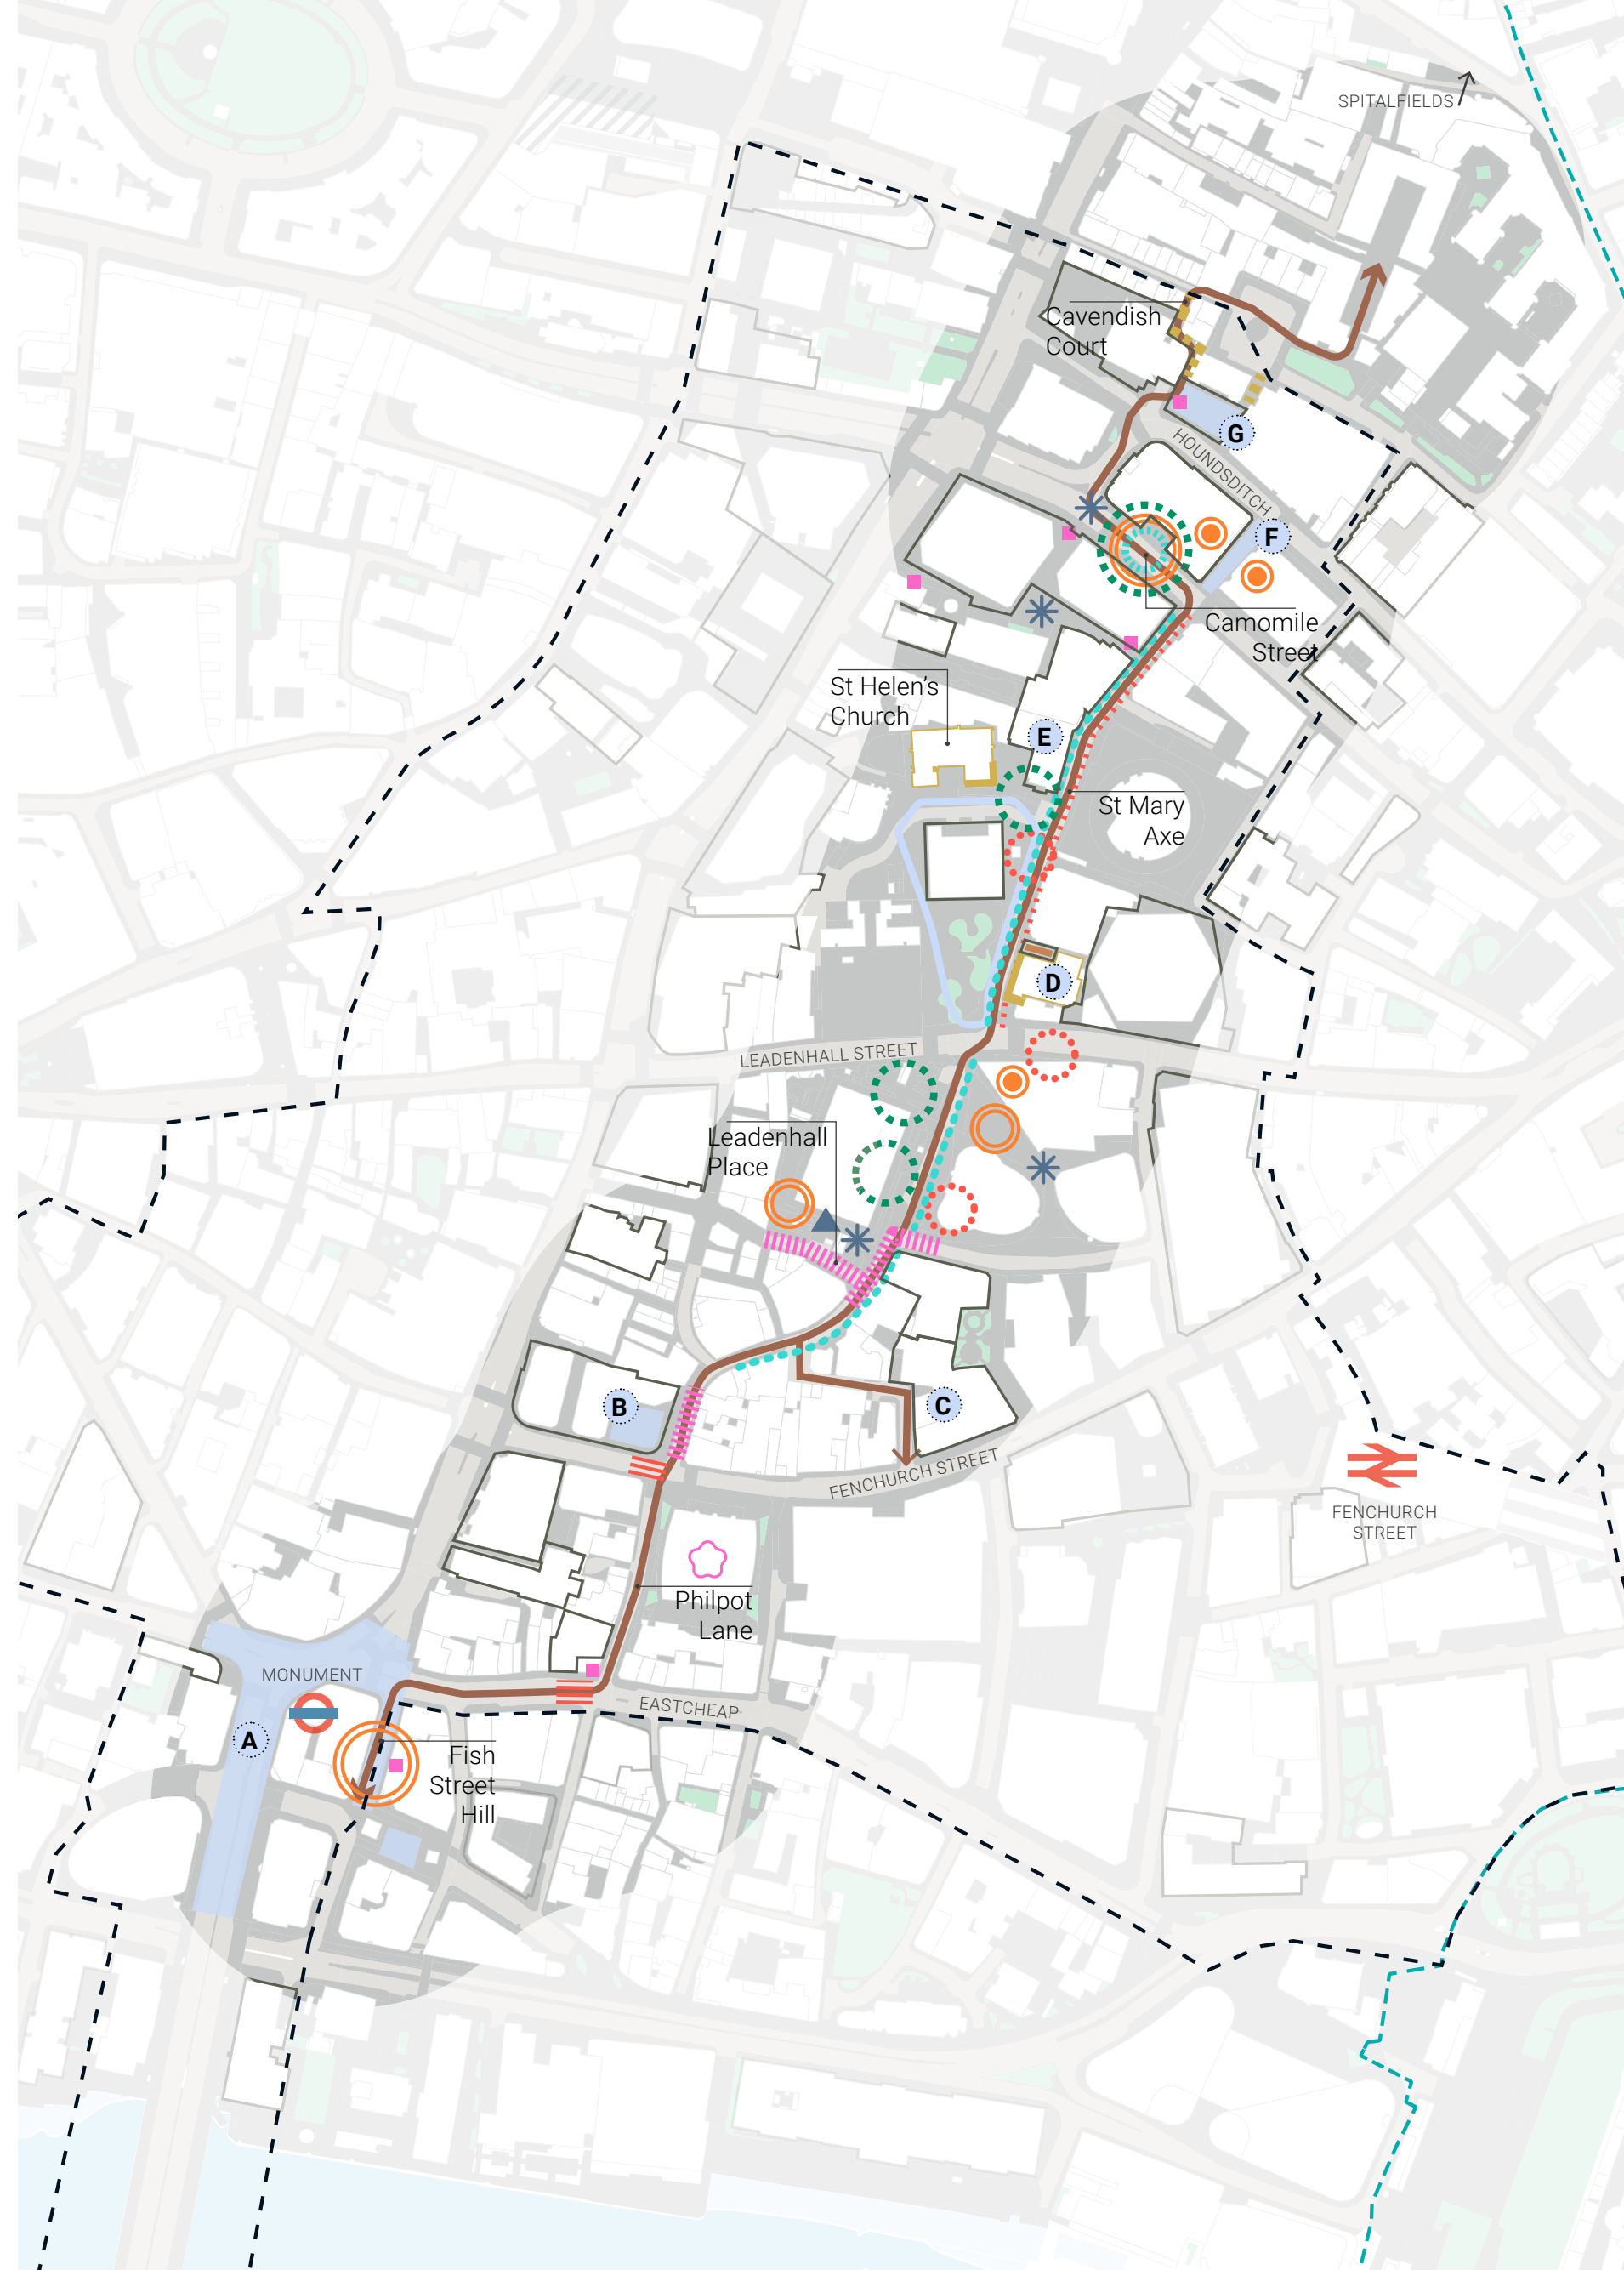 SPITALFIELDS
Cavendish
Court
G
HOUNDSDITCH
F
Camomile
Street
St Helen’s
Church
E
St Mary
Axe
D
LEADENHALL STREET
Leadenhall
Place
B
C
FENCHURCH STREET
FENCHURCH
STREET
Philpot
Lane
MONUMENT
EASTCHEAP
A
Fish
Street
Hill